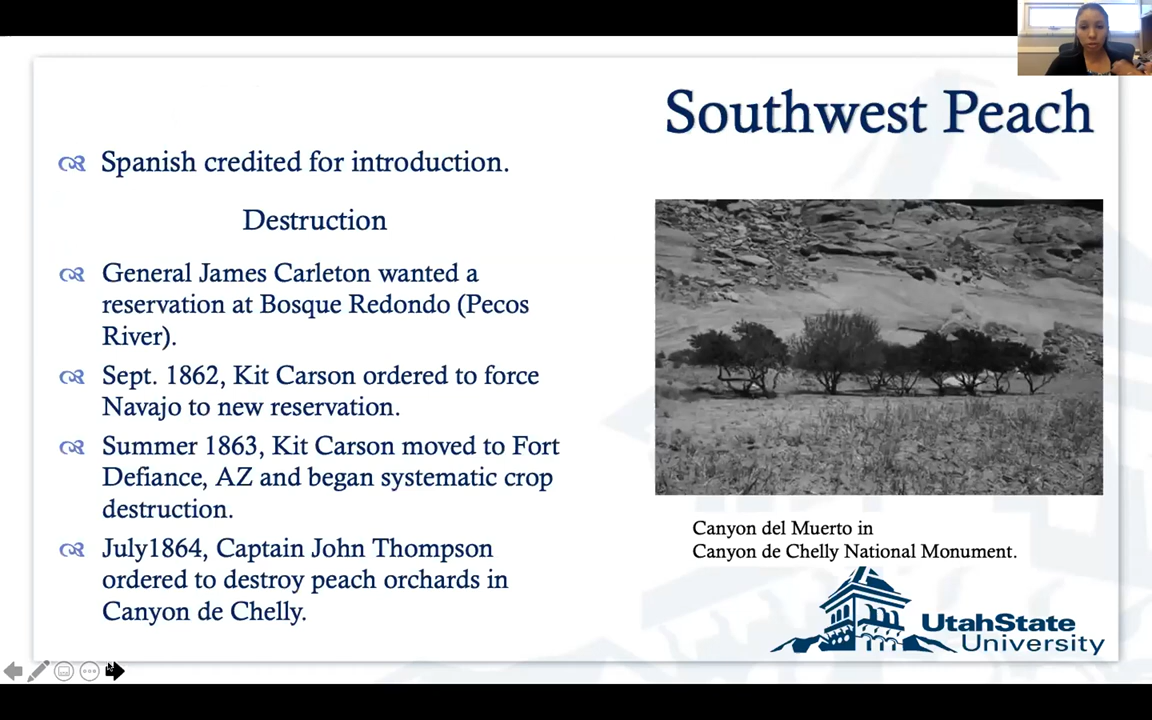 Southwest Peach
Spanish credited for introduction.
Destruction
General James Carleton wanted a
reservation at Bosque Redondo (Pecos
River).
Sept. 1862, Kit Carson ordered to force
Navajo to new reservation.
Summer 1863, Kit Carson moved to Fort
Defiance, AZ and began systematic crop
destruction.
July1864, Captain John Thompson
ordered to destroy peach orchards in
Canyon de Chelly.
Canyon del Muerto in
Canyon de Chelly National Monument.
UtahState
University